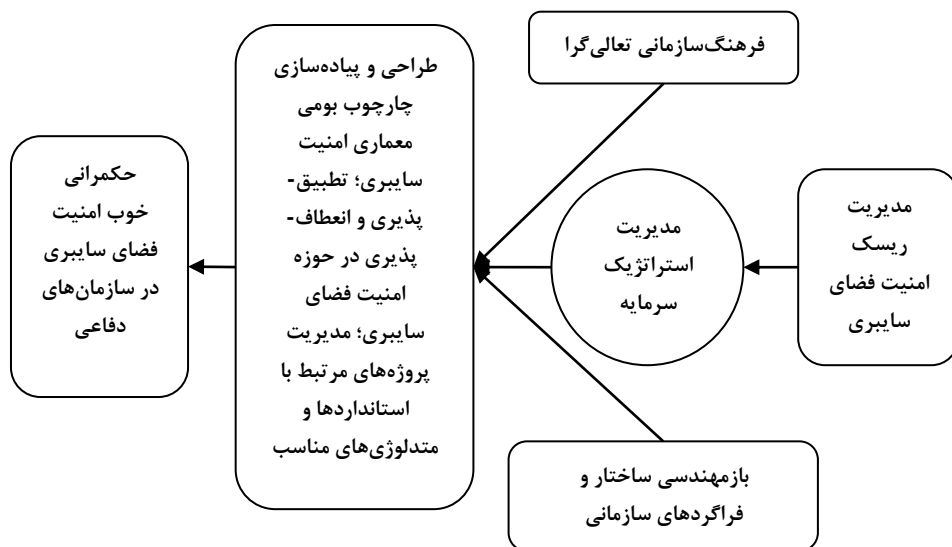 فرهنگ‌سازمانی تعالی‌گرا
مدیریت
ریسک
امنیت فضای
سایبری
مدیریت
استراتژیک
سرمایه
بازمهندسی ساختار و
فراگردهای سازمانی
طراحی و پیاده‌سازی
چارچوب بومی
معماری امنیت
سایبری؛ تطبیق-
پذیری و انعطاف-
پذیری در حوزه
امنیت فضای
سایبری؛ مدیریت
پروژه‌های مرتبط با
استانداردها و
متدلوژی‌های مناسب
حکمرانی
خوب امنیت
فضای سایبری
در سازمان‌های
دفاعی